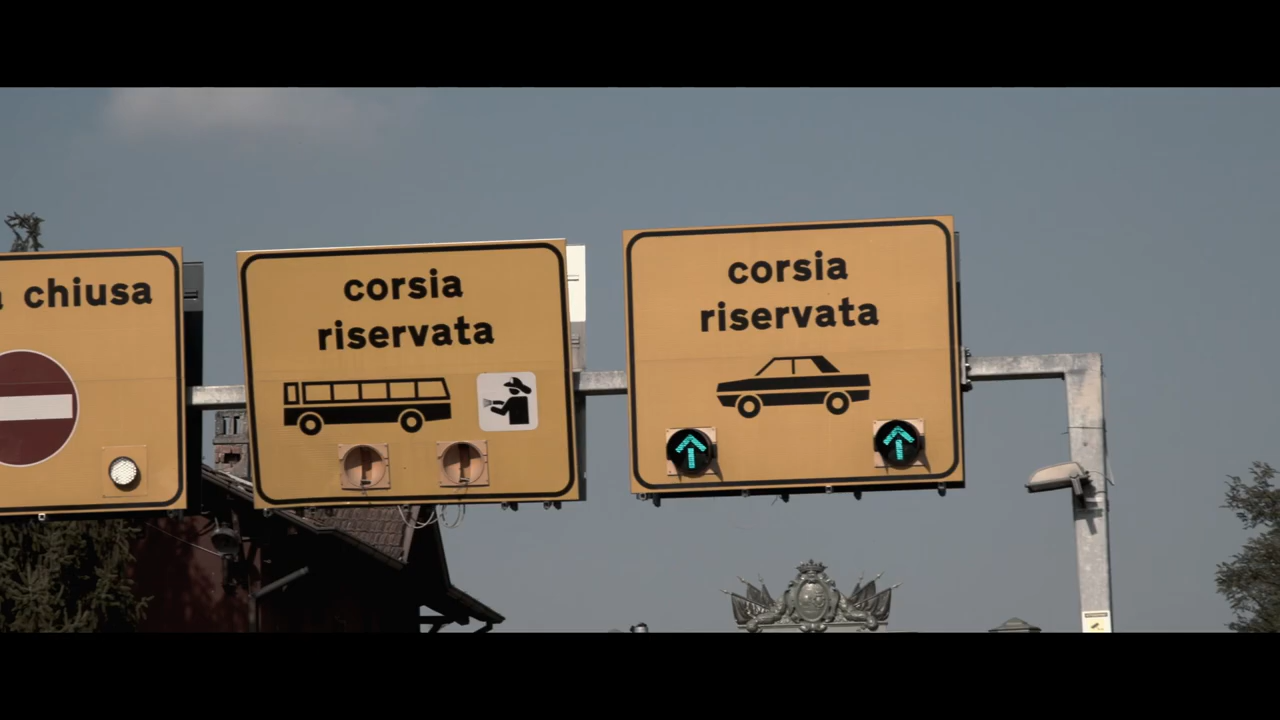 chiusa
corsia
riservata
corsia
riservata